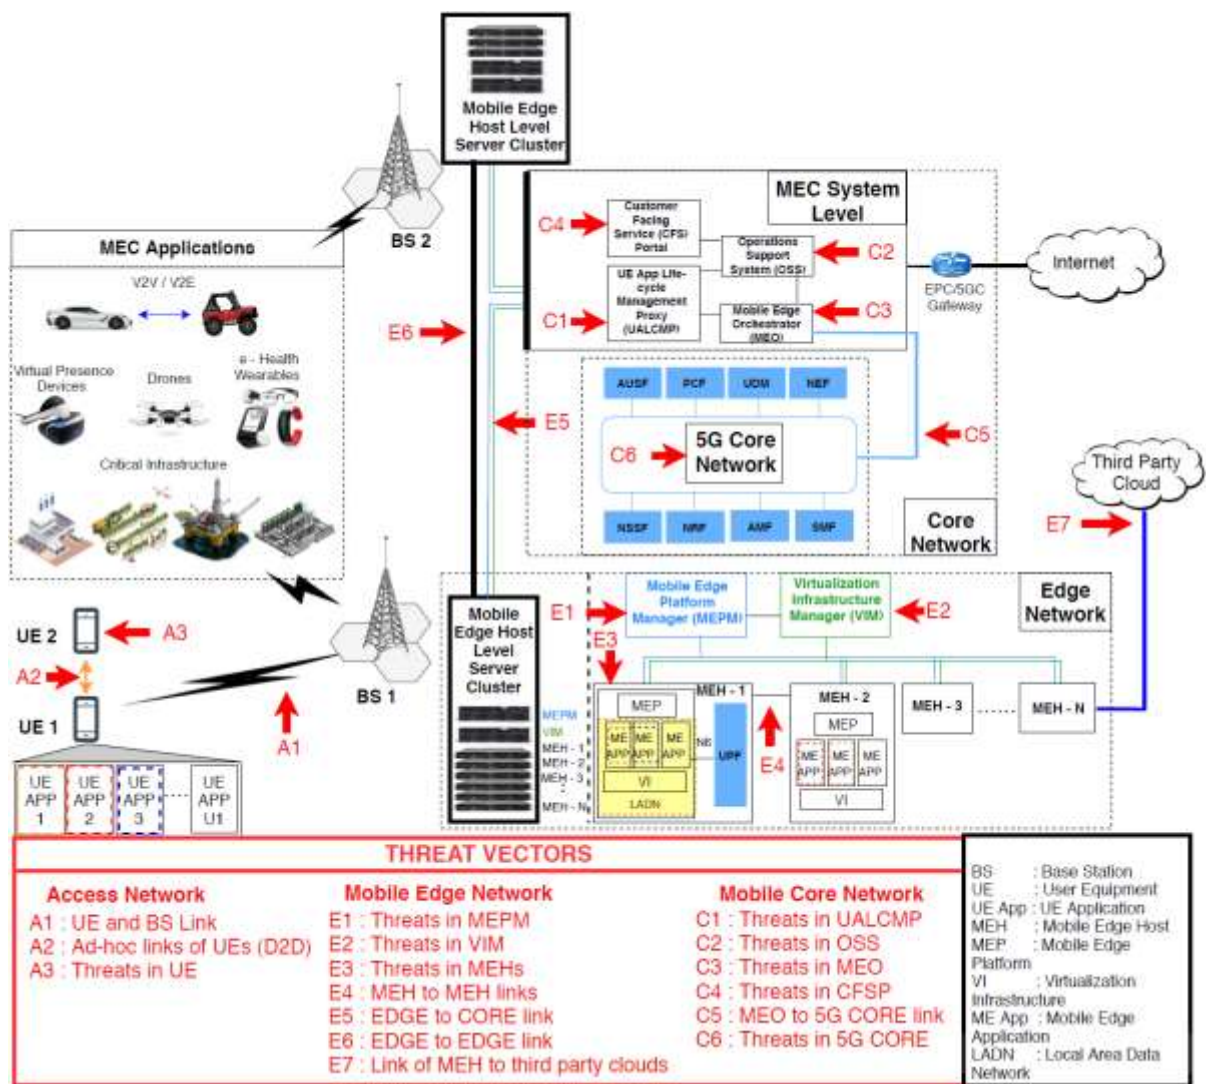 Mobile Edge
Host Level
Server Cluster
BS 2
MEC System
Level
C4
Customer
Facing
Service (CFS)
Portal
Operations
Support
System (OSS)
C2
UE App Life-
cycle
Management
Proxy
(UALCMP)
C1
Mobile Edge
Orchestrator
(MEO)
C3
EPC/5GC
Gateway
Internet
MEC Applications
V2V / V2E
Virtual Presence
Devices
Drones
e - Health
Wearables
Critical Infrastructure
E6
E5
AUSF
PCF
UDM
NEF
C6
5G Core
Network
C5
NSSF
NRF
AMF
SMF
Core
Network
Third Party
Cloud
E7
UE 2
A3
A2
UE 1
A1
BS 1
UE
APP
1
UE
APP
2
UE
APP
3
UE
APP
U1
Mobile
Edge Host
Level
Server
Cluster
MEPM
VIM
MEH - 1
MEH - 2
MEH - 3
MEH - N
E1
Mobile Edge
Platform
Manager (MEPM)
Virtualization
Infrastructure
Manager (VIM)
E2
Edge
Network
E3
MEH - 1
MEP
ME
APP
ME
APP
ME
APP
VI
LADN
N6
UPF
E4
MEH - 2
MEP
ME
APP
ME
APP
ME
APP
VI
MEH - 3
MEH - N
THREAT VECTORS
Access Network
A1 : UE and BS Link
A2 : Ad-hoc links of UEs (D2D)
A3 : Threats in UE
Mobile Edge Network
E1 : Threats in MEPM
E2 : Threats in VIM
E3 : Threats in MEHs
E4 : MEH to MEH links
E5 : EDGE to CORE link
E6 : EDGE to EDGE link
E7 : Link of MEH to third party clouds
Mobile Core Network
C1 : Threats in UALCMP
C2 : Threats in OSS
C3 : Threats in MEO
C4 : Threats in CFSP
C5 : MEO to 5G CORE link
C6 : Threats in 5G CORE
BS : Base Station
UE : User Equipment
UE App : UE Application
MEH : Mobile Edge Host
MEP : Mobile Edge
Platform
VI : Virtualization
Infrastructure
ME App : Mobile Edge
Application
LADN : Local Area Data
Network